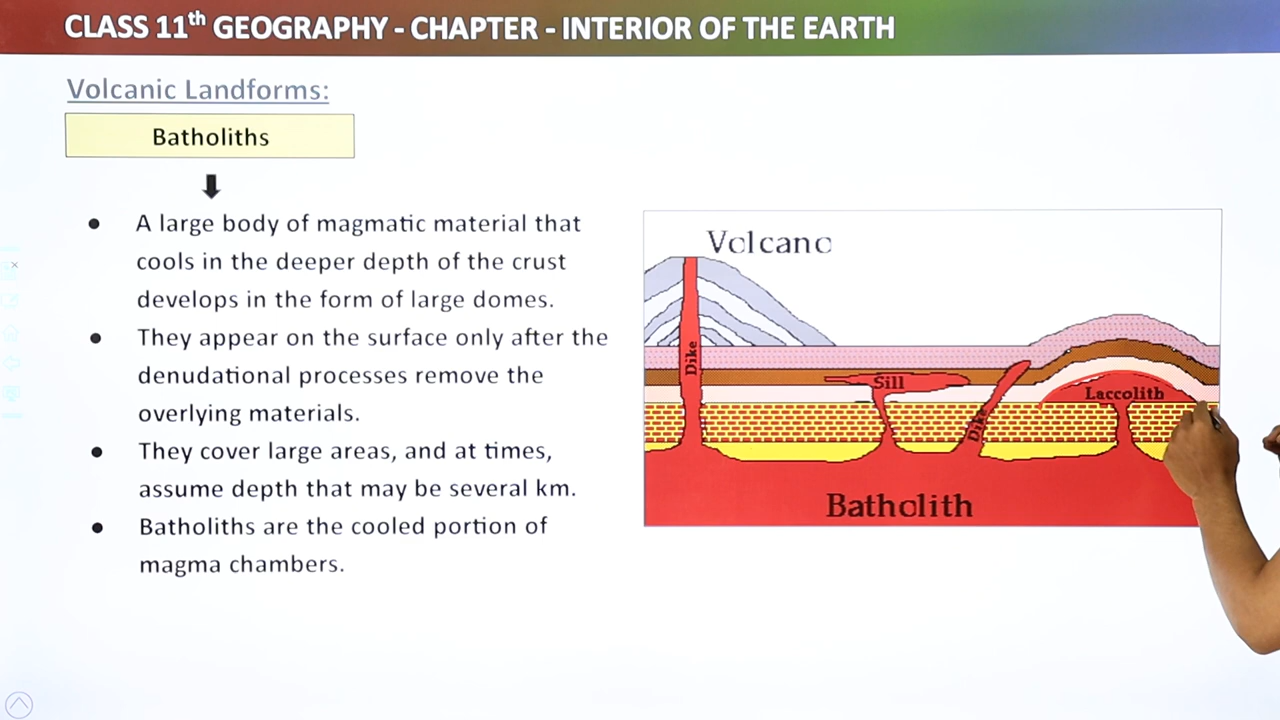 CLASS 11th GEOGRAPHY - CHAPTER - INTERIOR OF THE EARTH
Volcanic Landforms:
Batholiths
● A large body of magmatic material that
cools in the deeper depth of the crust
develops in the form of large domes.
● They appear on the surface only after the
denudational processes remove the
overlying materials.
● They cover large areas, and at times,
assume depth that may be several km.
● Batholiths are the cooled portion of
magma chambers.
Volcano
Dike
Sill
Dike
Laccolith
Batholith